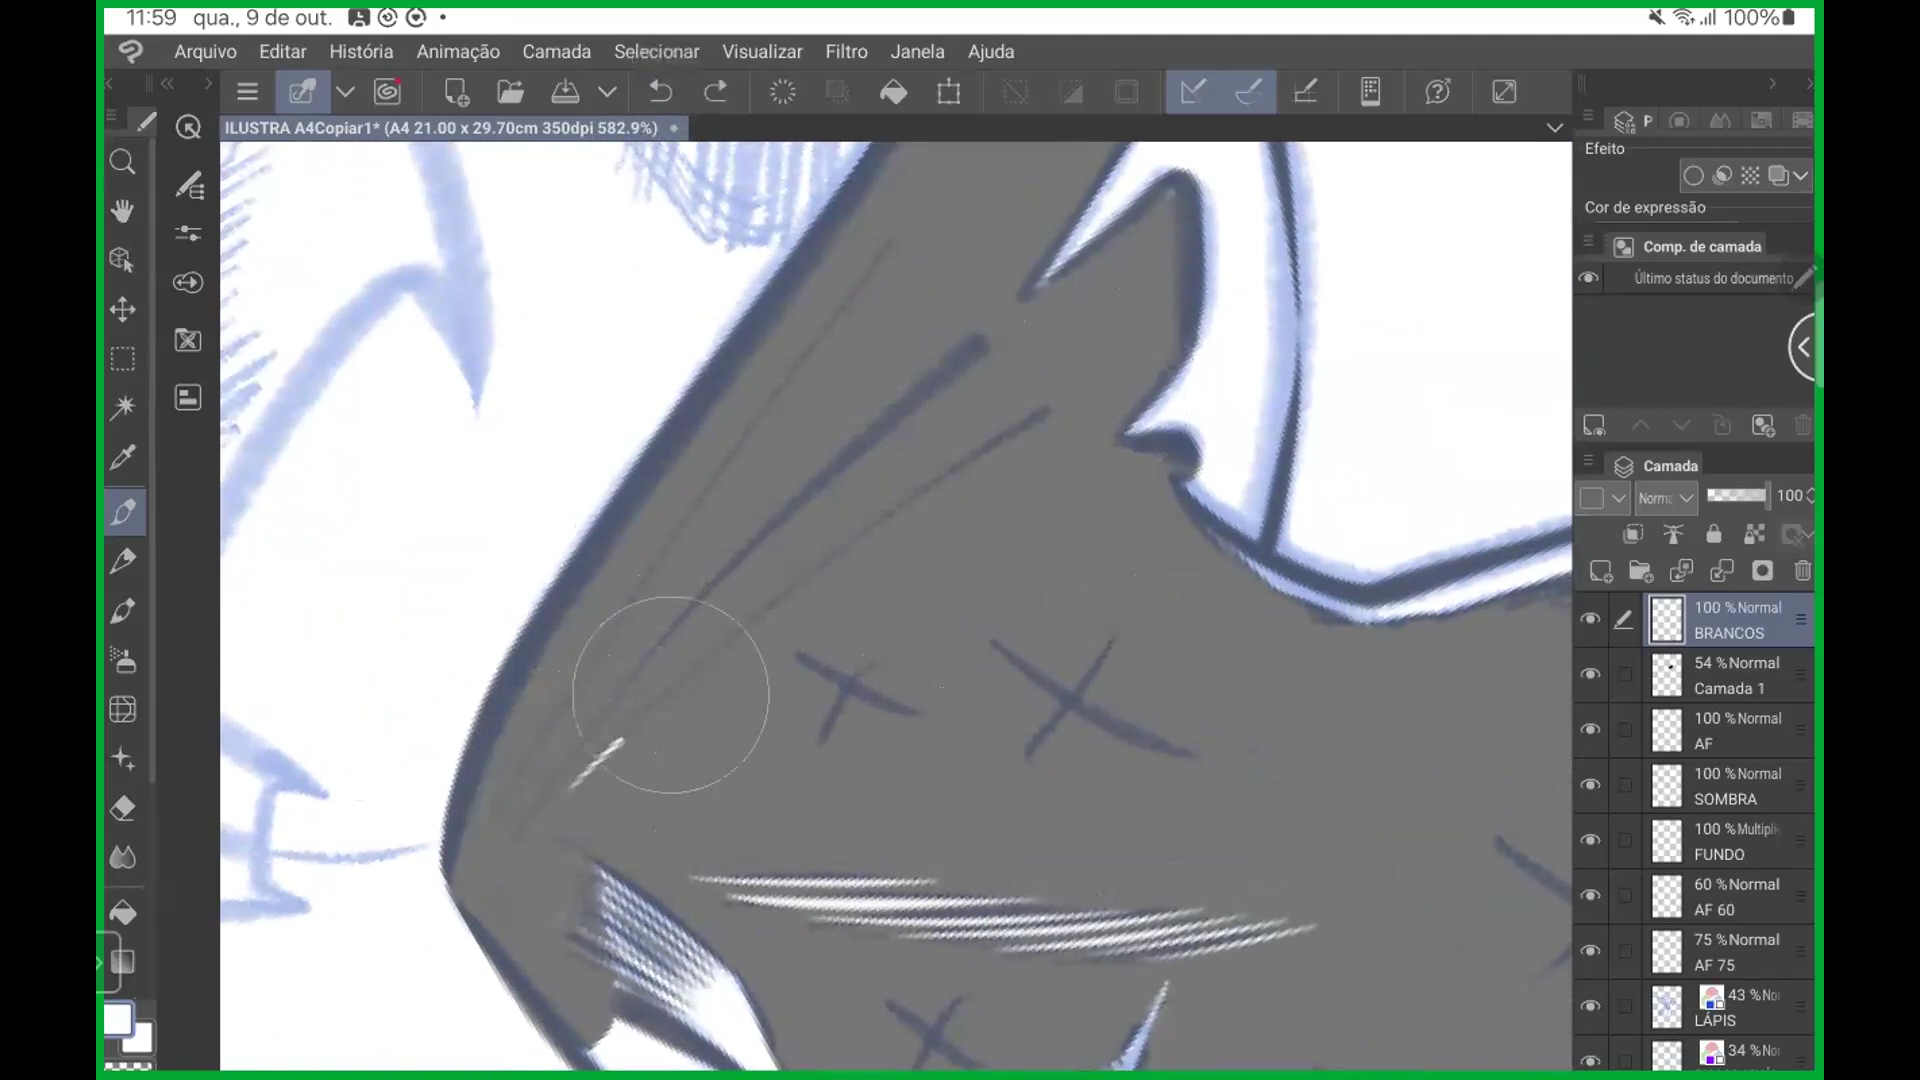 11:59 qua., 9 de out.
100%
Arquivo Editar História Animação Camada Selecionar Visualizar Filtro Janela Ajuda
ILUSTRA A4Copiar1* (A4 21.00 x 29.70cm 350dpi 582.9%)
P
Efeito
Cor de expressão
Comp. de camada
Último status do documento
Camada
Norm
100
100 % Normal
BRANCOS
54 % Normal
Camada 1
100 % Normal
AF
100 % Normal
SOMBRA
100 % Multipli
FUNDO
60 % Normal
AF 60
75 % Normal
AF 75
43 % No
LÁPIS
34 % No